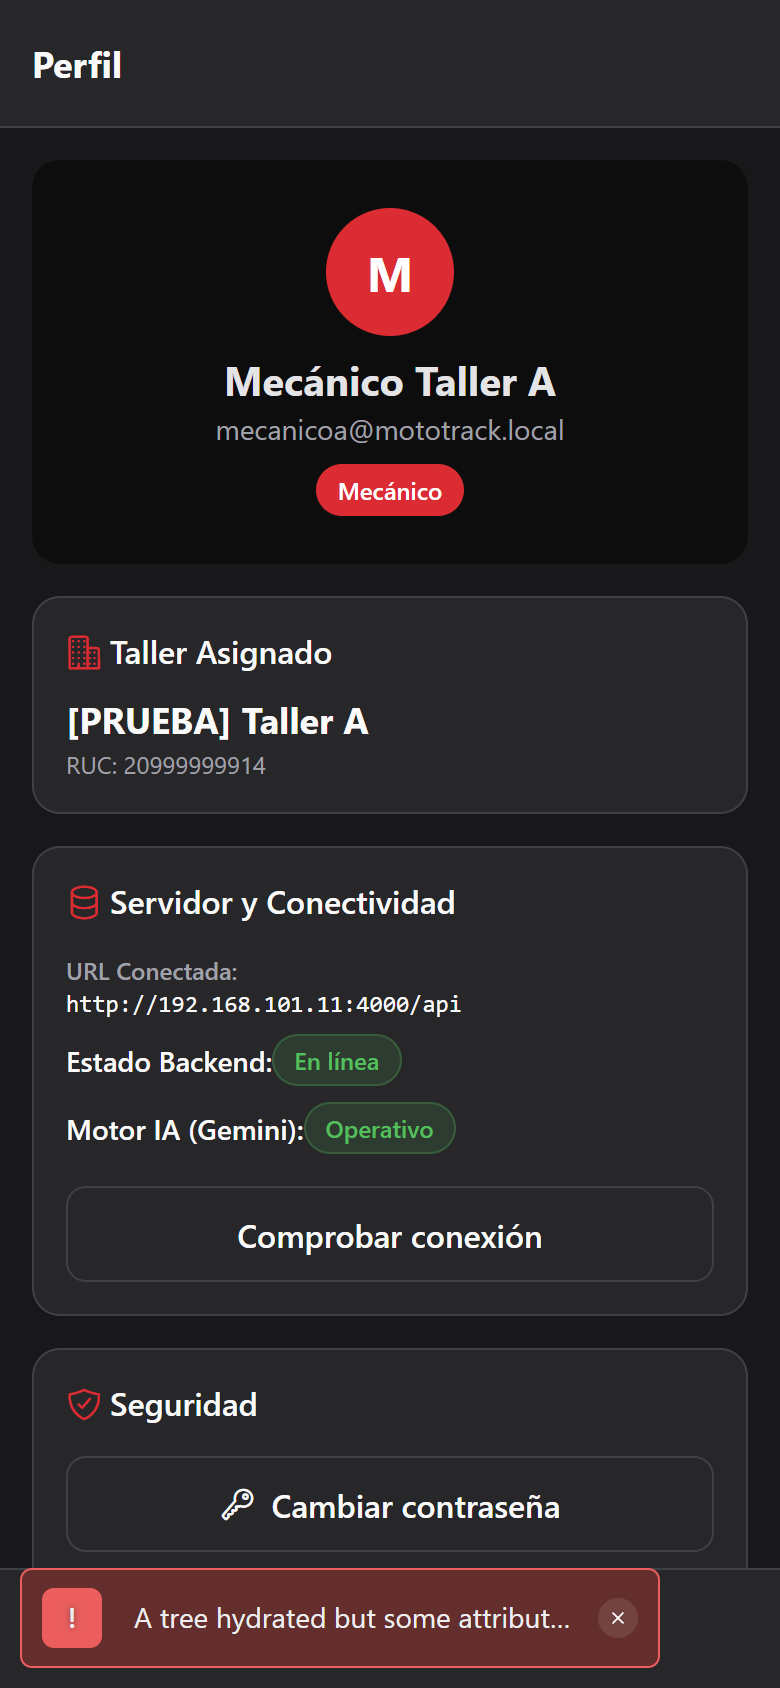 Perfil
M
Mecánico Taller A
mecanicoa@mototrack.local
Mecánico
Taller Asignado
[PRUEBA] Taller A
RUC: 20999999914
Servidor y Conectividad
URL Conectada:
http://192.168.101.11:4000/api
Estado Backend: En línea
Motor IA (Gemini): Operativo
Comprobar conexión
Seguridad
Cambiar contraseña
! A tree hydrated but some attribut...